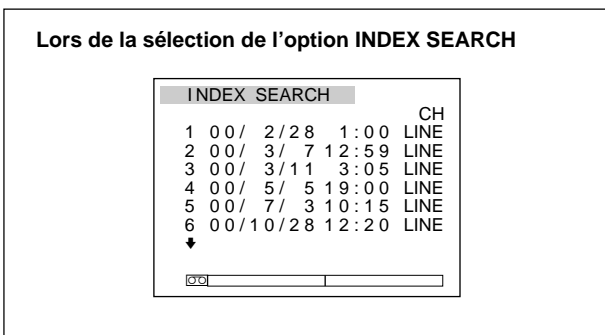 Lors de la sélection de l’option INDEX SEARCH
INDEX SEARCH
CH
1 00/ 2/28 1:00 LINE
2 00/ 3/ 7 12:59 LINE
3 00/ 3/11 3:05 LINE
4 00/ 5/ 5 19:00 LINE
5 00/ 7/ 3 10:15 LINE
6 00/10/28 12:20 LINE